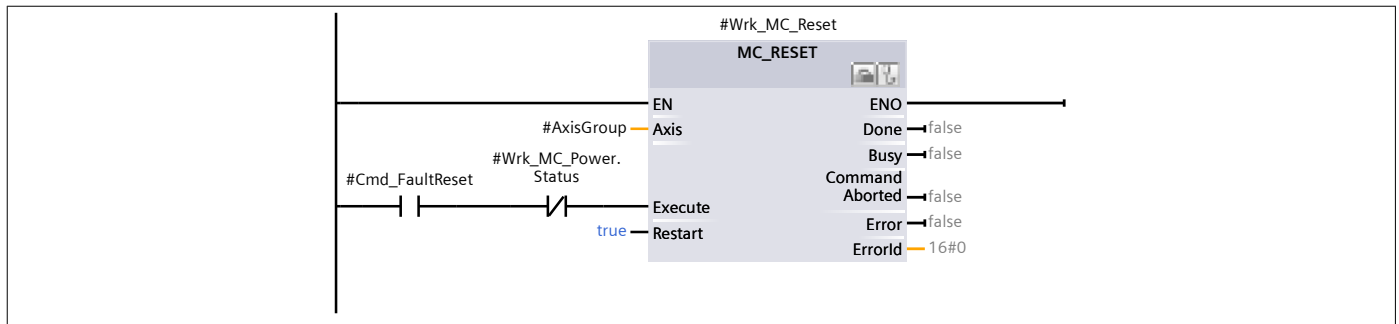 #Wrk_MC_Reset
MC_RESET
EN
ENO
#AxisGroup
Axis
Done
false
Busy
false
#Cmd_FaultReset
#Wrk_MC_Power.
Status
Command
Aborted
false
Execute
Error
false
true
Restart
ErrorId
16#0